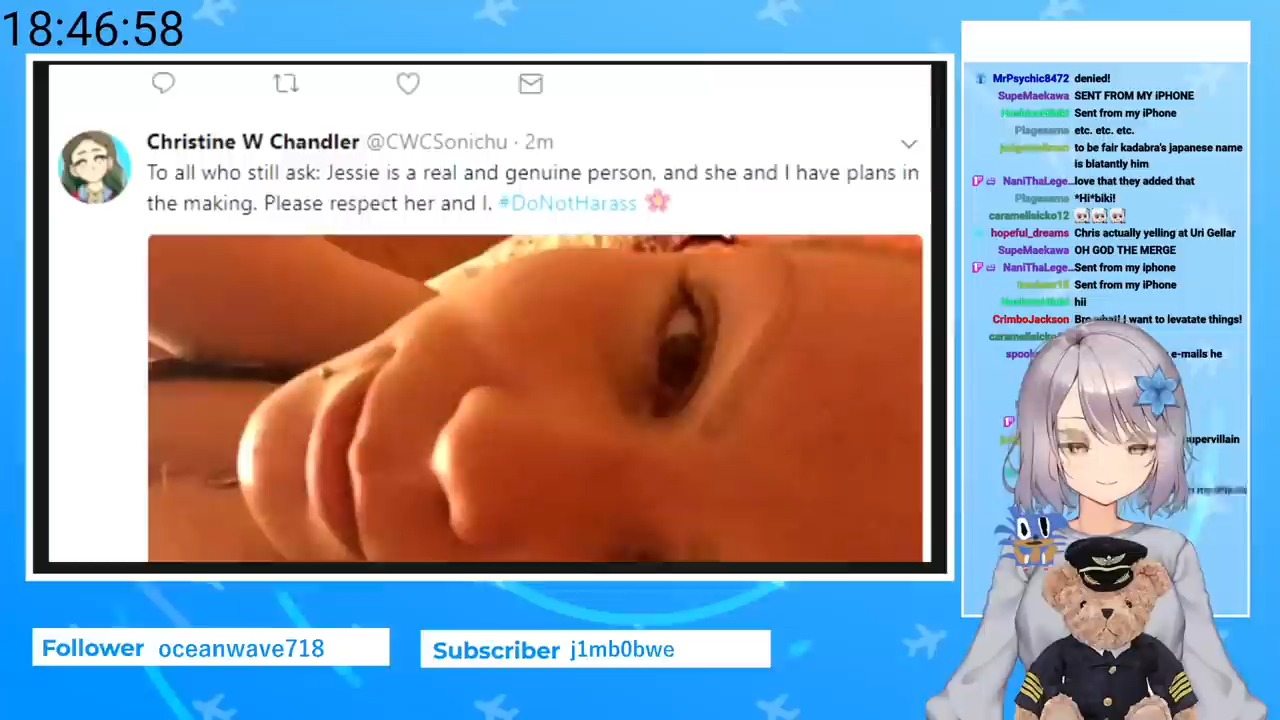 18:46:58
Christine W Chandler @CWCSonichu · 2m
To all who still ask: Jessie is a real and genuine person, and she and I have plans in
the making. Please respect her and I. #DoNotHarass
MrPsychic8472 denied!
SupeMaekawa SENT FROM MY iPHONE
Sent from my iPhone
Plagesama etc. etc. etc.
to be fair kadabra's japanese name
is blatantly him
NaniThaLege... love that they added that
Plagesama *Hi*biki!
caramelisicko12
hopeful_dreams Chris actually yelling at Uri Gellar
SupeMaekawa OH GOD THE MERGE
NaniThaLege... Sent from my iphone
Sent from my iPhone
hii
CrimboJackson Bro what! I want to levatate things!
e-mails he
supervillain
Follower oceanwave718
Subscriber j1mb0bwe